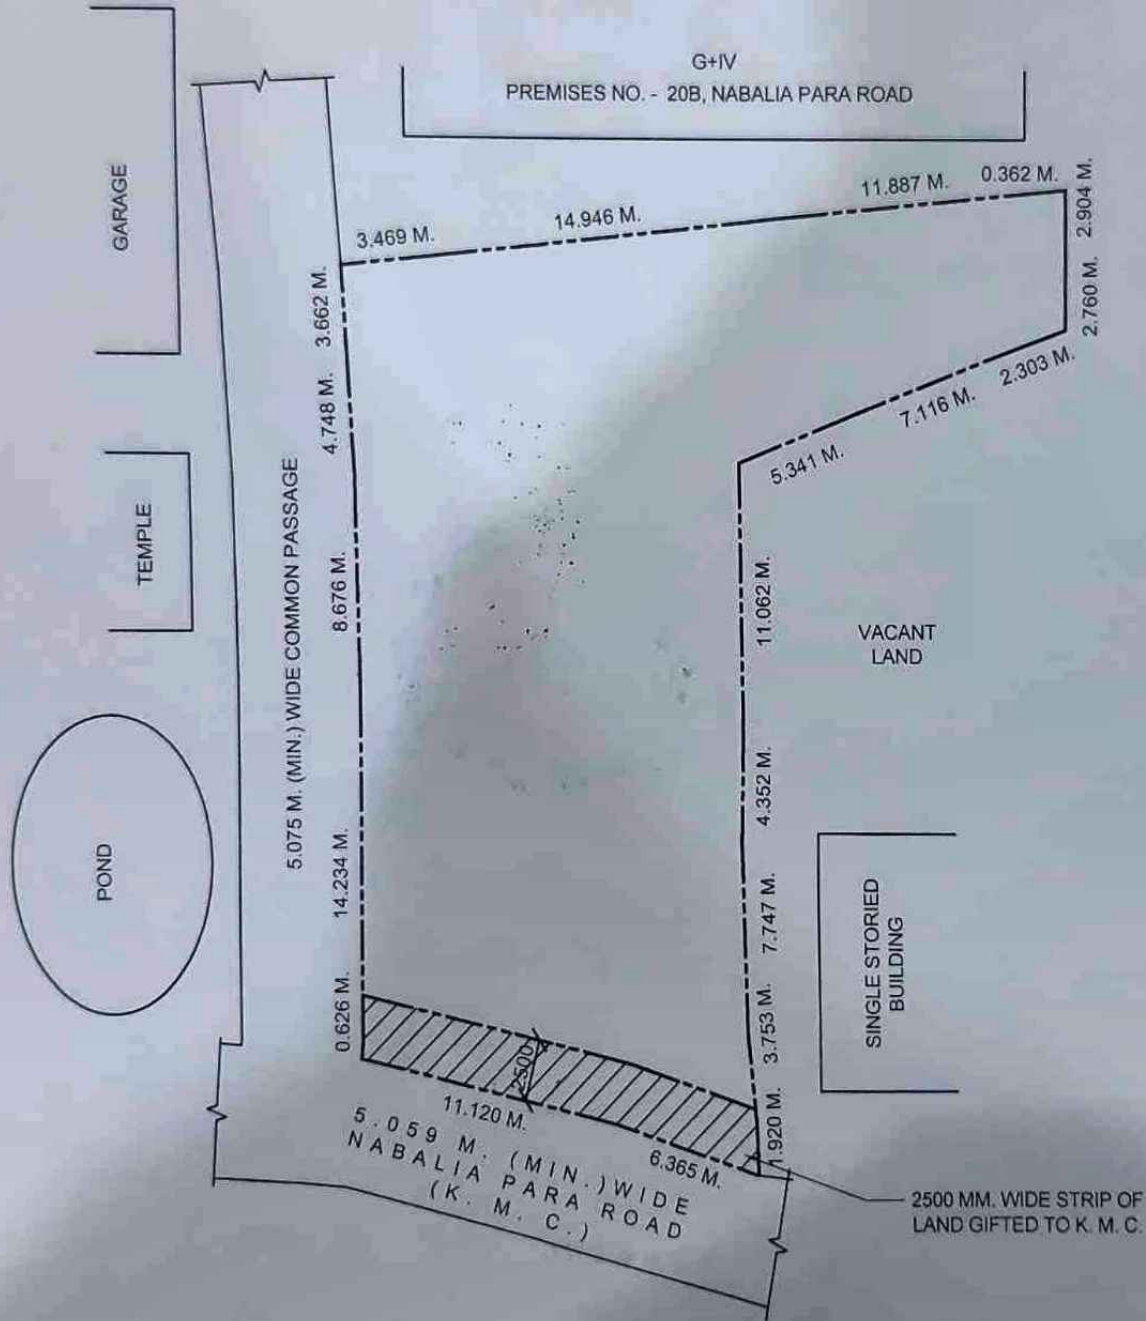 G+IV
PREMISES NO. - 20B, NABALIA PARA ROAD
GARAGE
3.469 M.
14.946 M.
11.887 M.
0.362 M.
2.904 M.
2.760 M.
2.303 M.
7.116 M.
5.341 M.
3.662 M.
4.748 M.
TEMPLE
5.075 M. (MIN.) WIDE COMMON PASSAGE
8.676 M.
11.062 M.
VACANT
LAND
POND
14.234 M.
4.352 M.
7.747 M.
SINGLE STORIED
BUILDING
0.626 M.
3.753 M.
1.920 M.
2500
11.120 M.
6.365 M.
5.059 M. (MIN.) WIDE
NABALIA PARA ROAD
(K. M. C.)
2500 MM. WIDE STRIP OF
LAND GIFTED TO K. M. C.